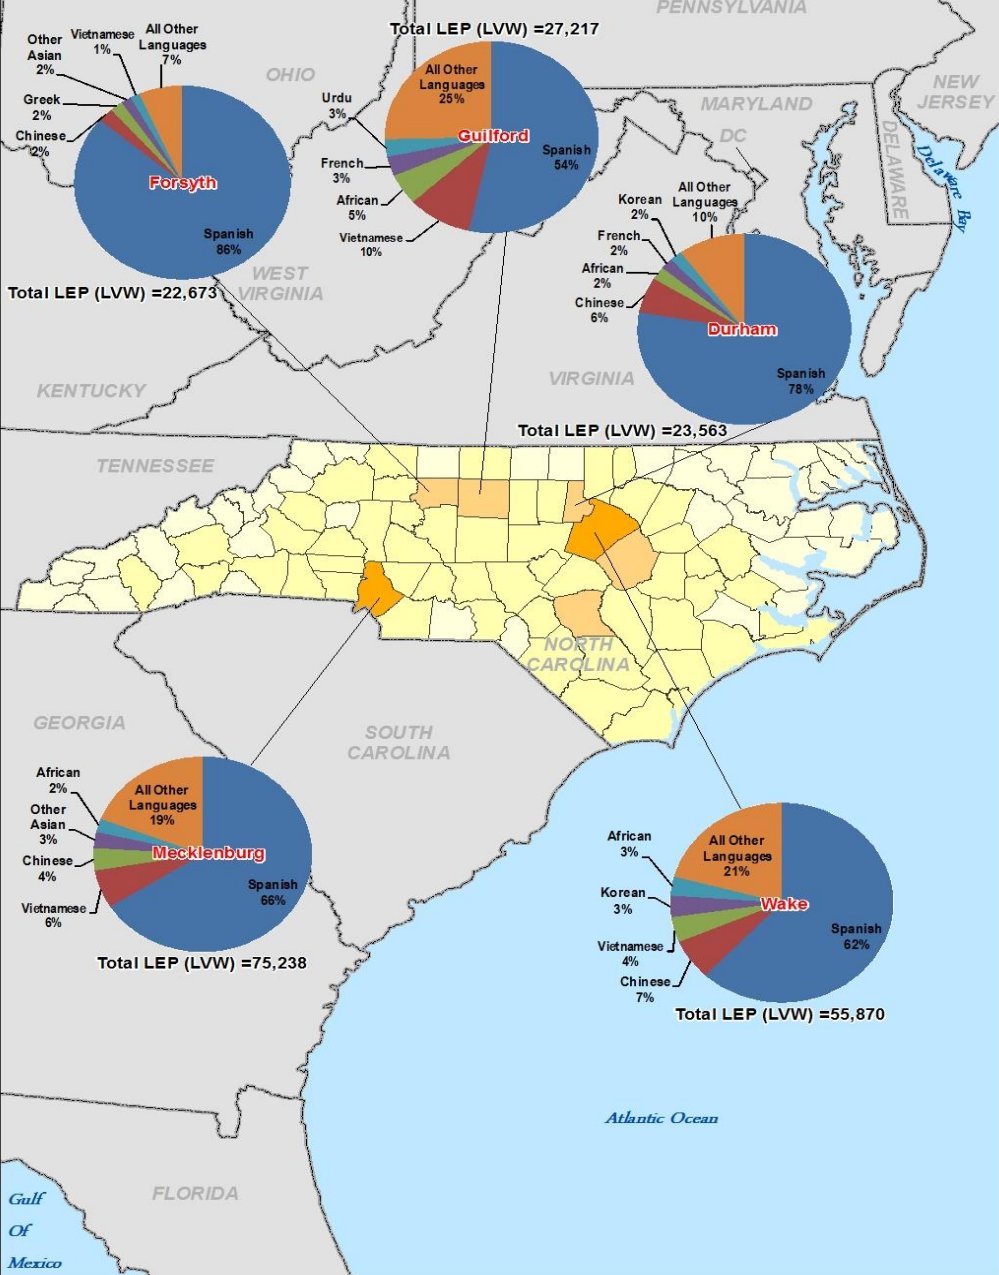 PENNSYLVANIA
Total LEP (LVW) =27,217
Other
Asian
2%
Vietnamese
1%
All Other
Languages
7%
Greek
2%
Chinese
2%
Forsyth
Spanish
86%
Total LEP (LVW) =22,673
OHIO
All Other
Languages
25%
Urdu
3%
Guilford
Spanish
54%
French
3%
African
5%
Vietnamese
10%
WEST
VIRGINIA
MARYLAND
DC
NEW
JERSEY
DELAWARE
Delaware Bay
All Other
Languages
10%
Korean
2%
French
2%
African
2%
Chinese
6%
Durham
Spanish
78%
Total LEP (LVW) =23,563
KENTUCKY
VIRGINIA
TENNESSEE
NORTH
CAROLINA
GEORGIA
SOUTH
CAROLINA
African
2%
All Other
Languages
19%
Other
Asian
3%
Mecklenburg
Chinese
4%
Spanish
66%
Vietnamese
6%
Total LEP (LVW) =75,238
African
3%
All Other
Languages
21%
Korean
3%
Wake
Spanish
62%
Vietnamese
4%
Chinese
7%
Total LEP (LVW) =55,870
Atlantic Ocean
FLORIDA
Gulf
Of
Mexico